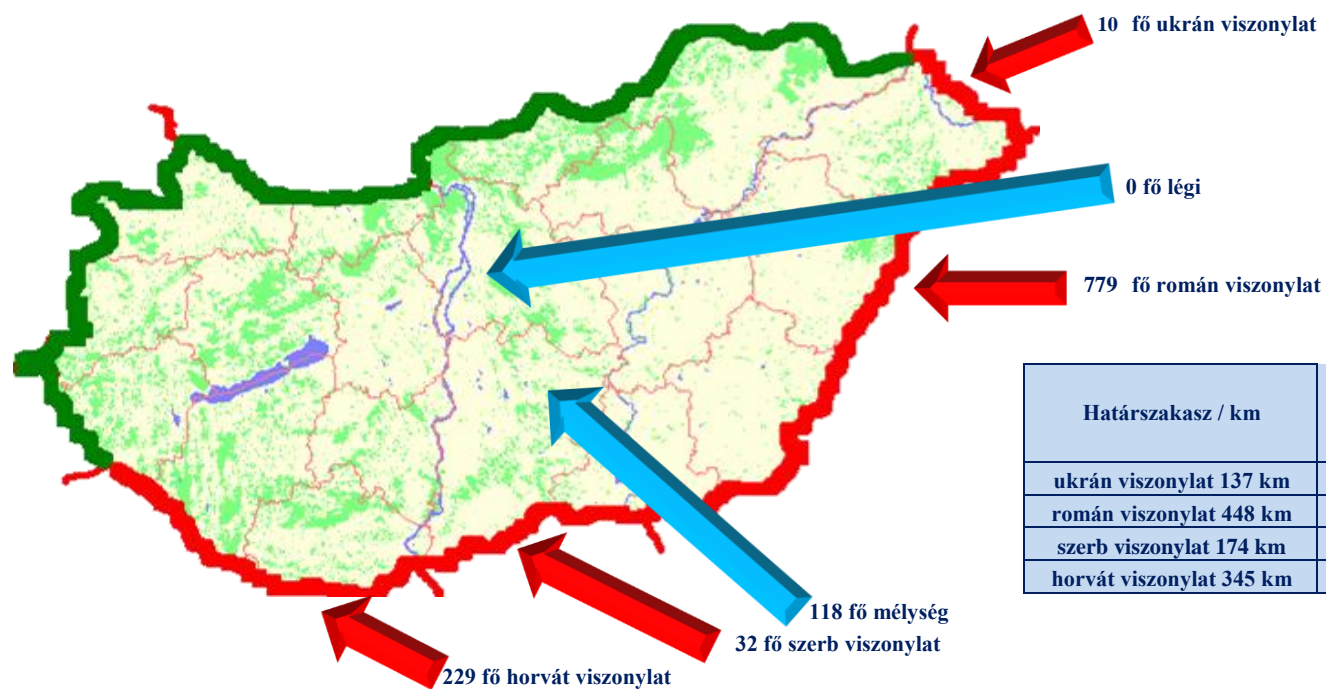 10 fő ukrán viszonylat
0 fő légi
779 fő román viszonylat
Határszakasz / km
ukrán viszonylat 137 km
román viszonylat 448 km
szerb viszonylat 174 km
horvát viszonylat 345 km
118 fő mélység
32 fő szerb viszonylat
229 fő horvát viszonylat